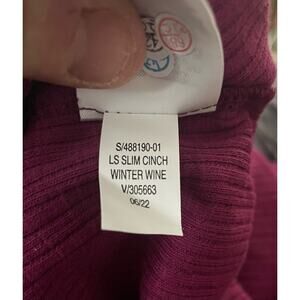 S/488190-01
LS SLIM CINCH
WINTER WINE
V/305663
06/22